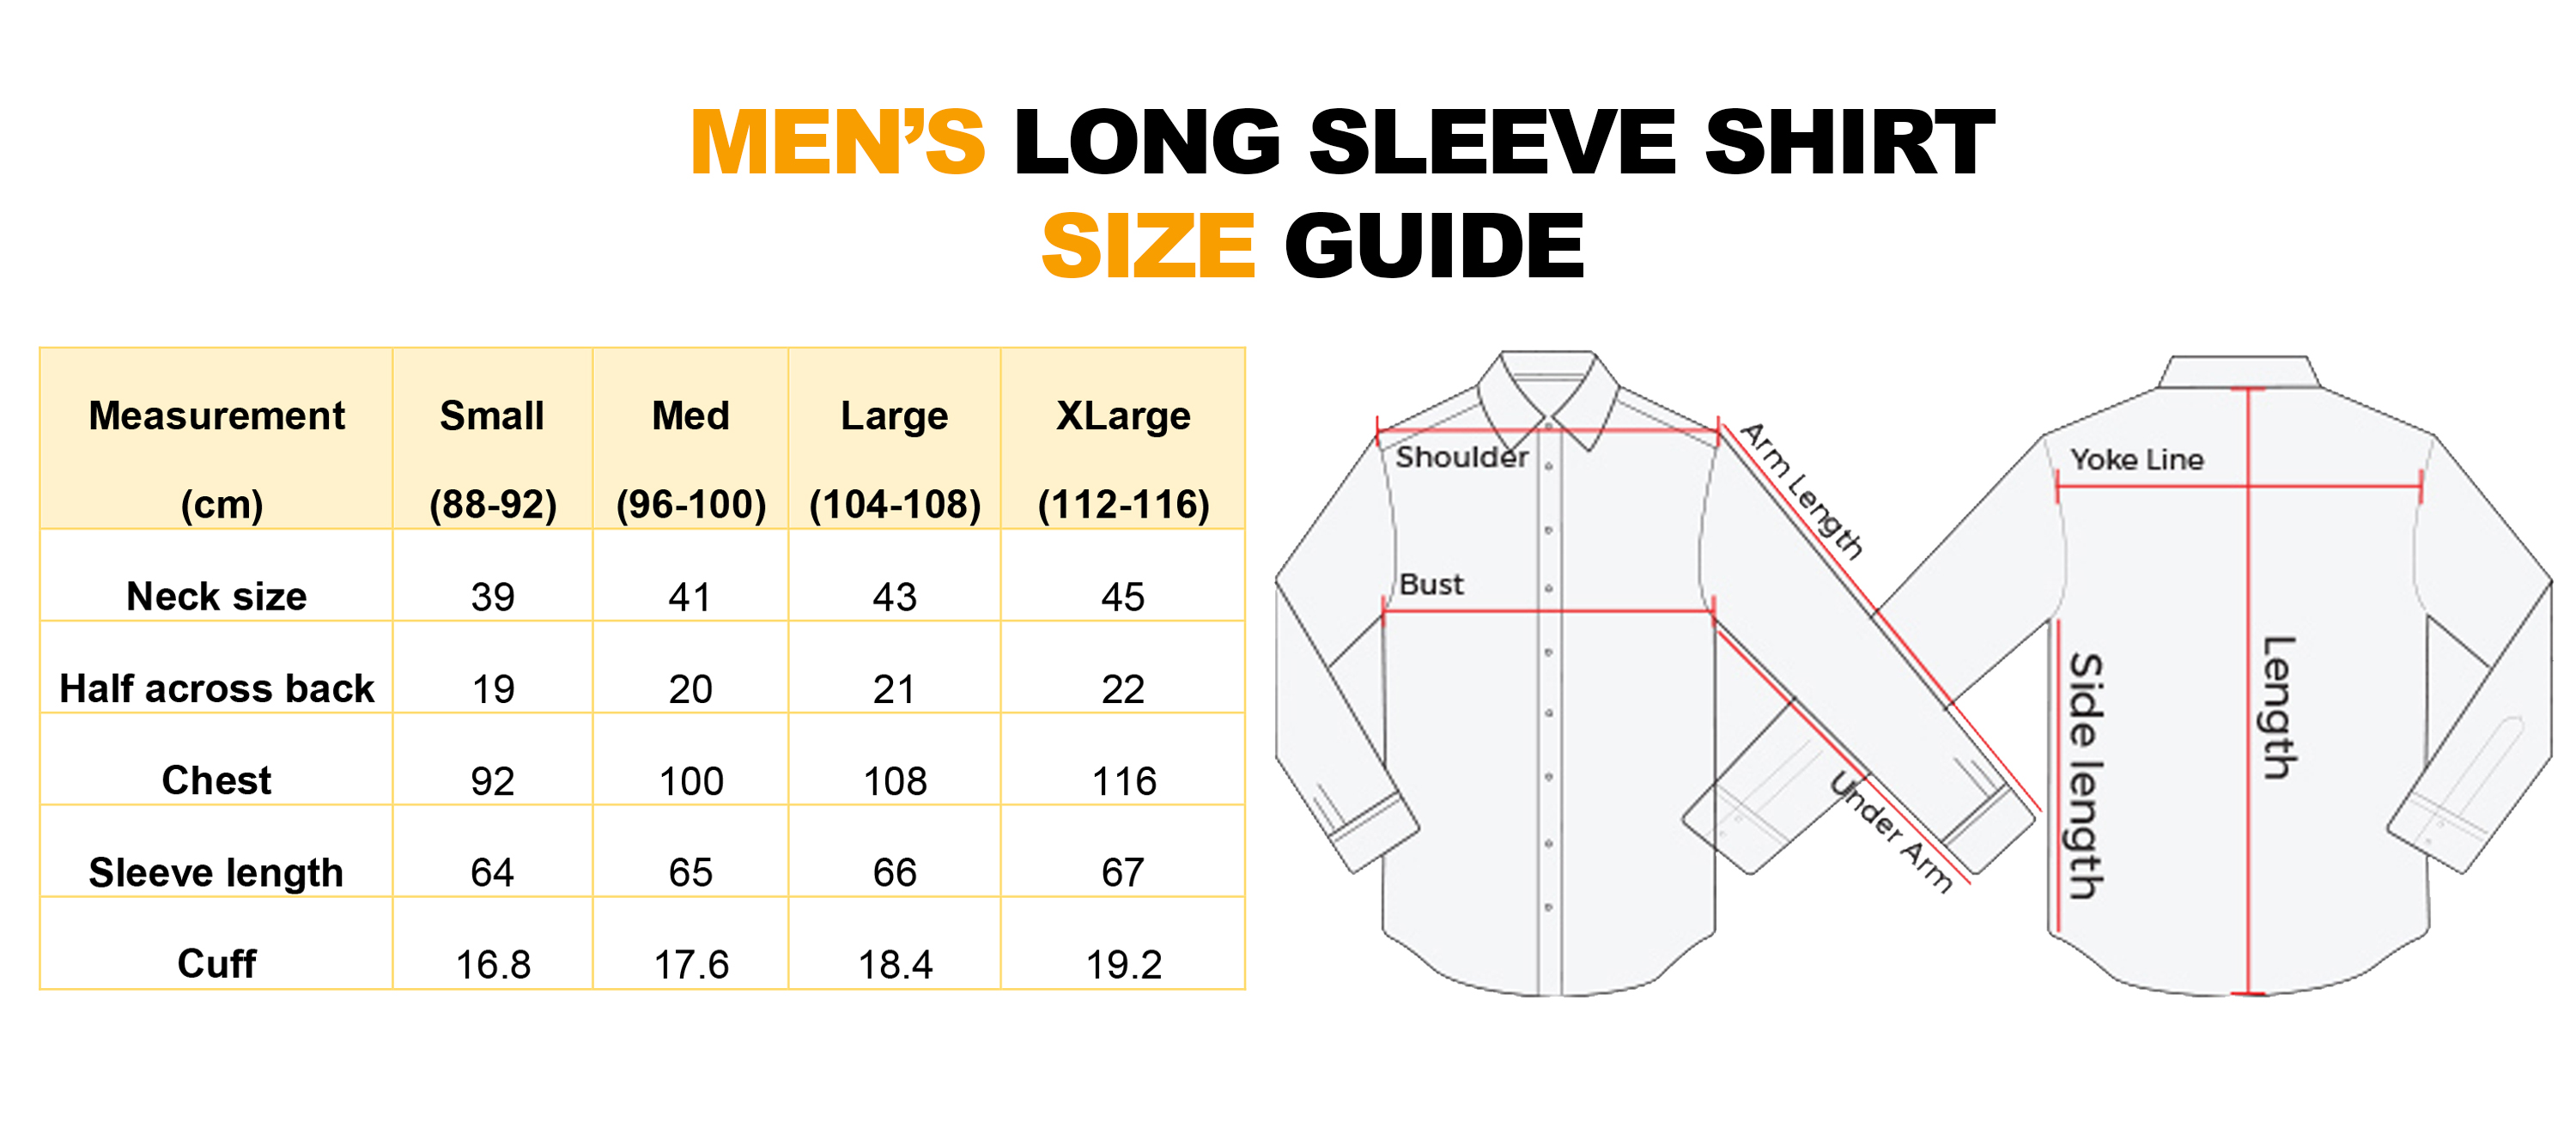 MEN’S LONG SLEEVE SHIRT
SIZE GUIDE
Measurement (cm) Small (88-92) Med (96-100) Large (104-108) XLarge (112-116)
Neck size 39 41 43 45
Half across back 19 20 21 22
Chest 92 100 108 116
Sleeve length 64 65 66 67
Cuff 16.8 17.6 18.4 19.2
Shoulder
Bust
Arm Length
Under Arm
Yoke Line
Side length
Length